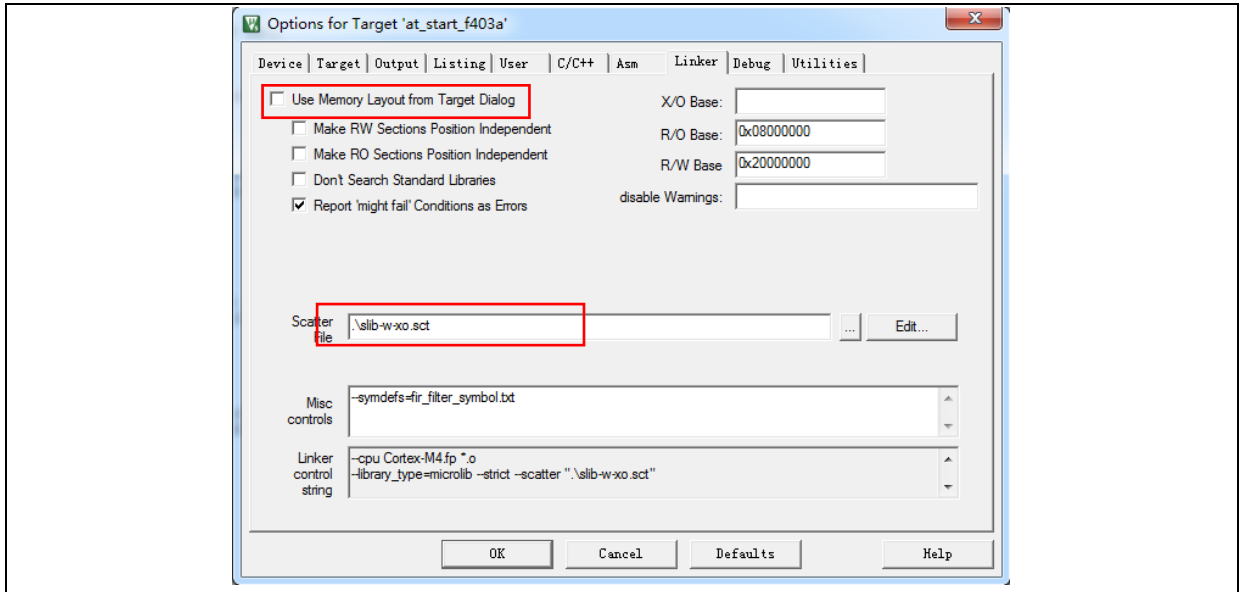 Options for Target 'at_start_f403a'
Device Target Output Listing User C/C++ Asm Linker Debug Utilities
Use Memory Layout from Target Dialog
X/O Base:
Make RW Sections Position Independent
R/O Base: 0x08000000
Make RO Sections Position Independent
R/W Base 0x20000000
Don't Search Standard Libraries
disable Warnings:
Report 'might fail' Conditions as Errors
Scatter File .\slib-w-xo.sct ... Edit...
Misc controls --symdefs=fir_filter_symbol.txt
Linker control string --cpu Cortex-M4.fp *.o
--library_type=microlib --strict --scatter ".\slib-w-xo.sct"
OK Cancel Defaults Help